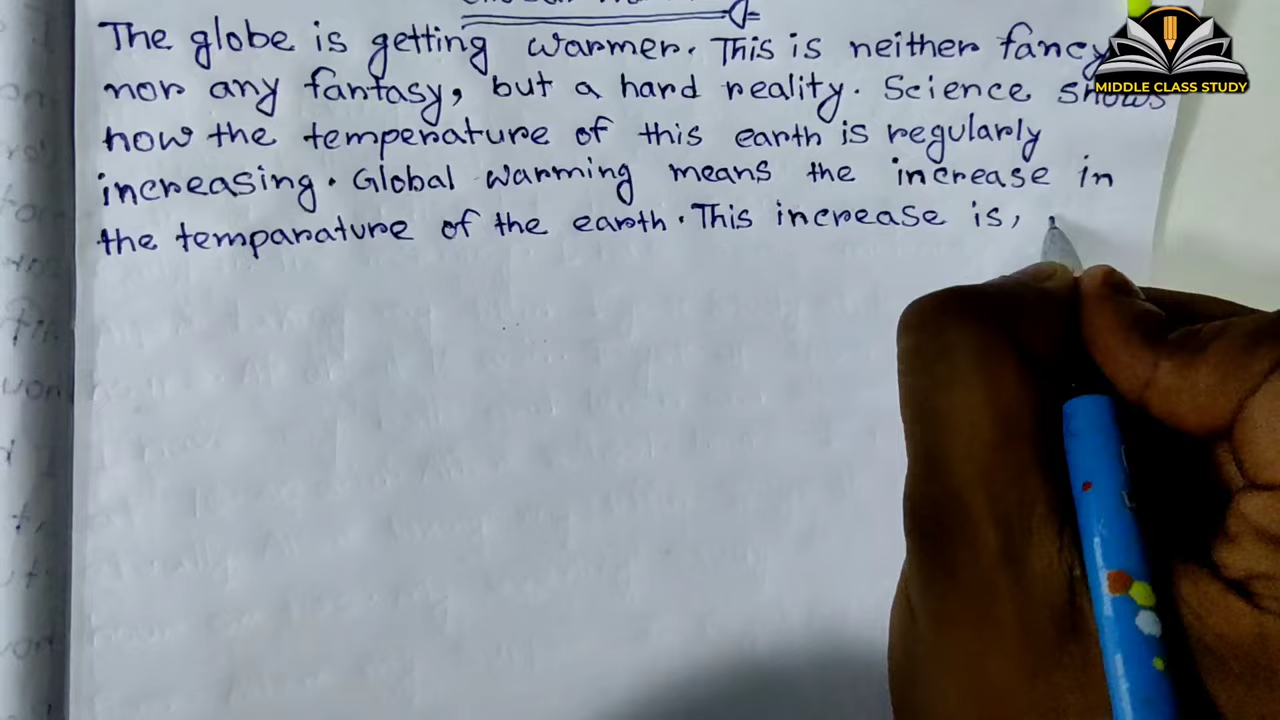 The globe is getting warmer. This is neither fancy
nor any fantasy, but a hard reality. Science shows
how the temperature of this earth is regularly
increasing. Global warming means the increase in
the temparature of the earth. This increase is,
MIDDLE CLASS STUDY